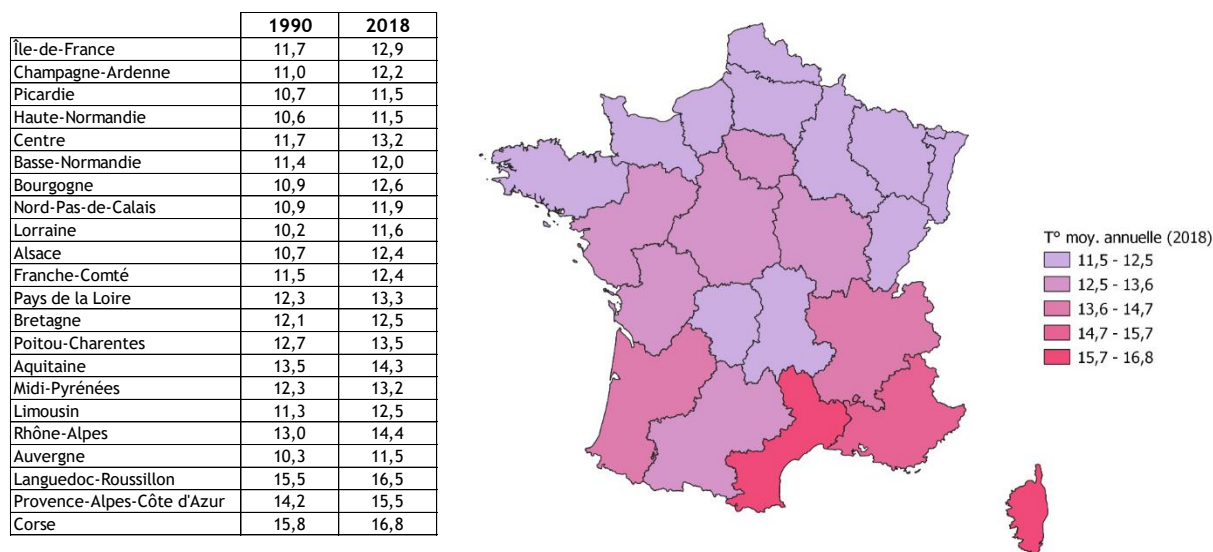 1990 2018
Île-de-France 11,7 12,9
Champagne-Ardenne 11,0 12,2
Picardie 10,7 11,5
Haute-Normandie 10,6 11,5
Centre 11,7 13,2
Basse-Normandie 11,4 12,0
Bourgogne 10,9 12,6
Nord-Pas-de-Calais 10,9 11,9
Lorraine 10,2 11,6
Alsace 10,7 12,4
Franche-Comté 11,5 12,4
Pays de la Loire 12,3 13,3
Bretagne 12,1 12,5
Poitou-Charentes 12,7 13,5
Aquitaine 13,5 14,3
Midi-Pyrénées 12,3 13,2
Limousin 11,3 12,5
Rhône-Alpes 13,0 14,4
Auvergne 10,3 11,5
Languedoc-Roussillon 15,5 16,5
Provence-Alpes-Côte d'Azur 14,2 15,5
Corse 15,8 16,8
T° moy. annuelle (2018)
11,5 - 12,5
12,5 - 13,6
13,6 - 14,7
14,7 - 15,7
15,7 - 16,8